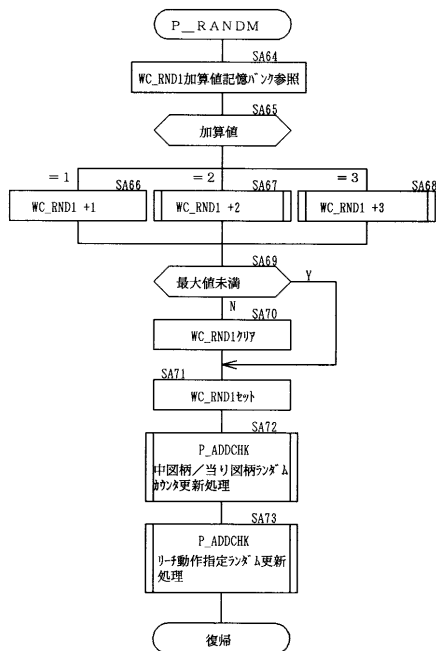 P＿RANDM
SA64
WC_RND1加算値記憶ﾊﾞﾝｸ参照
SA65
加算値
＝1
SA66
WC_RND1 +1
＝2
SA67
WC_RND1 +2
＝3
SA68
WC_RND1 +3
SA69
最大値未満
Y
N
SA70
WC_RND1ｸﾘｱ
SA71
WC_RND1ｾｯﾄ
SA72
P_ADDCHK
中図柄／当り図柄ﾗﾝﾀﾞﾑ
ｶｳﾝﾀ更新処理
SA73
P_ADDCHK
ﾘｰﾁ動作指定ﾗﾝﾀﾞﾑ更新
処理
復帰